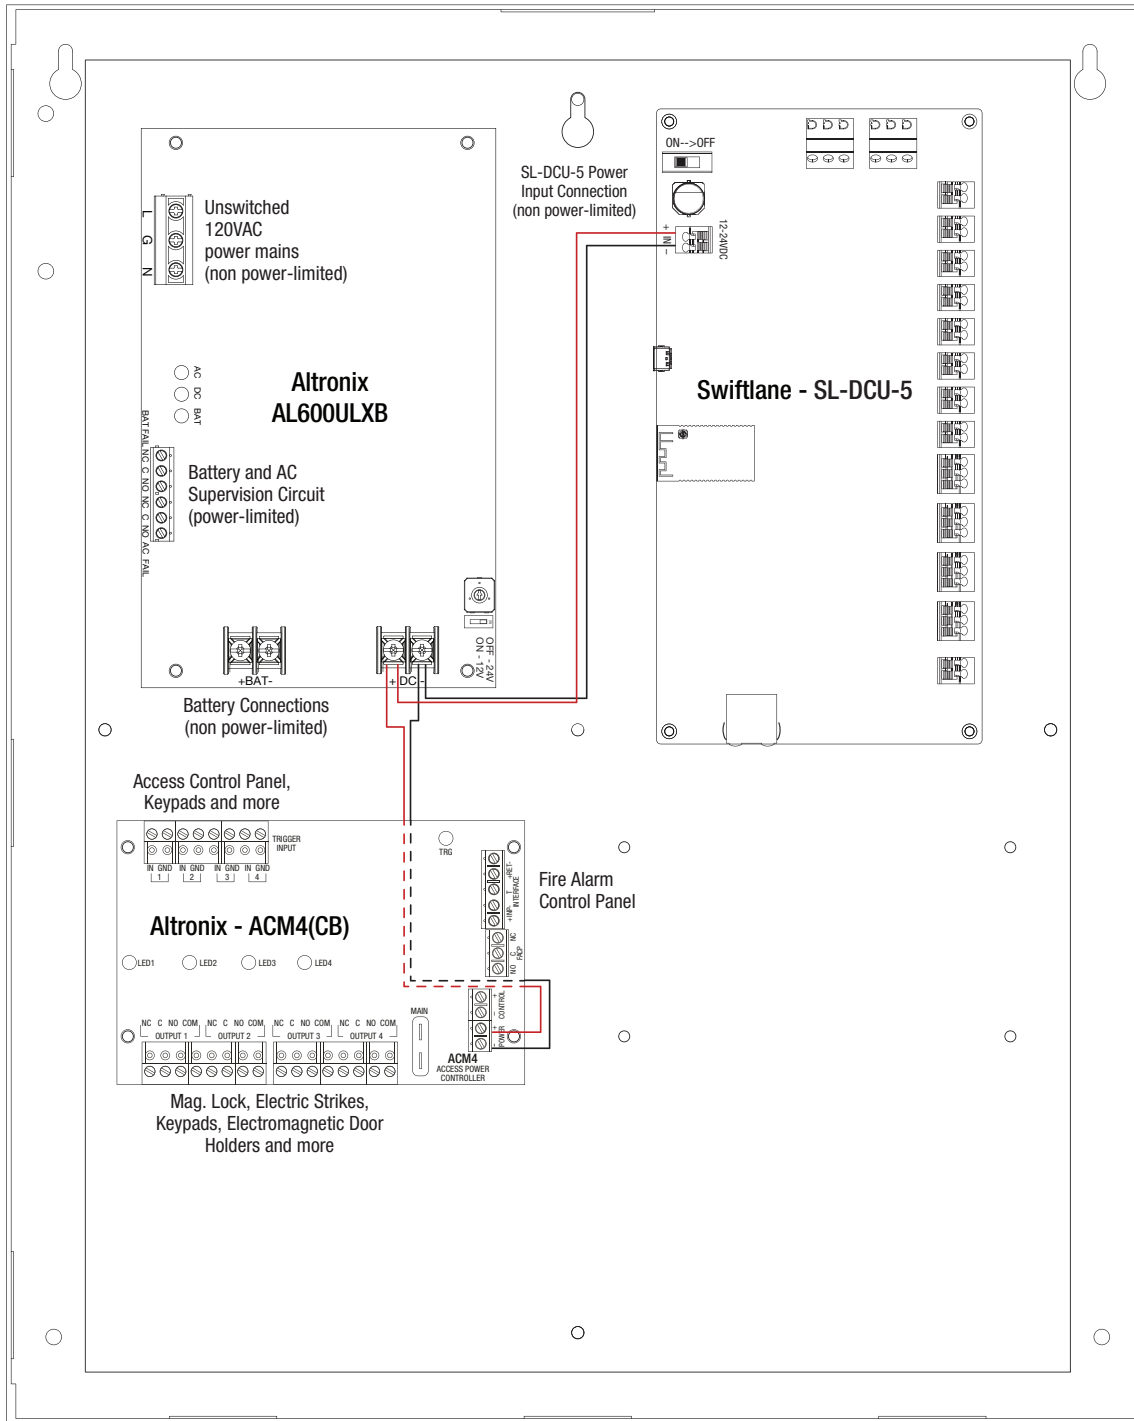 ON-->OFF
SL-DCU-5 Power
Input Connection
(non power-limited)
+ IN -
12-24VDC
L
G
N
Unswitched
120VAC
power mains
(non power-limited)
AC
DC
BAT
Altronix
AL600ULXB
Swiftlane - SL-DCU-5
BAT FAIL
NC C NO NC C NO
AC FAIL
Battery and AC
Supervision Circuit
(power-limited)
OFF - 24V
ON - 12V
+BAT-
+ DC -
Battery Connections
(non power-limited)
Access Control Panel,
Keypads and more
TRIGGER
INPUT
IN GND IN GND IN GND IN GND
1 2 3 4
TRG
+INP- T +RET-
INTERFACE
Fire Alarm
Control Panel
NO C NC
FACP
Altronix - ACM4(CB)
LED1 LED2 LED3 LED4
- CONTROL +
- POWER +
MAIN
NC C NO COM NC C NO COM NC C NO COM NC C NO COM
OUTPUT 1 OUTPUT 2 OUTPUT 3 OUTPUT 4
ACM4
ACCESS POWER
CONTROLLER
Mag. Lock, Electric Strikes,
Keypads, Electromagnetic Door
Holders and more